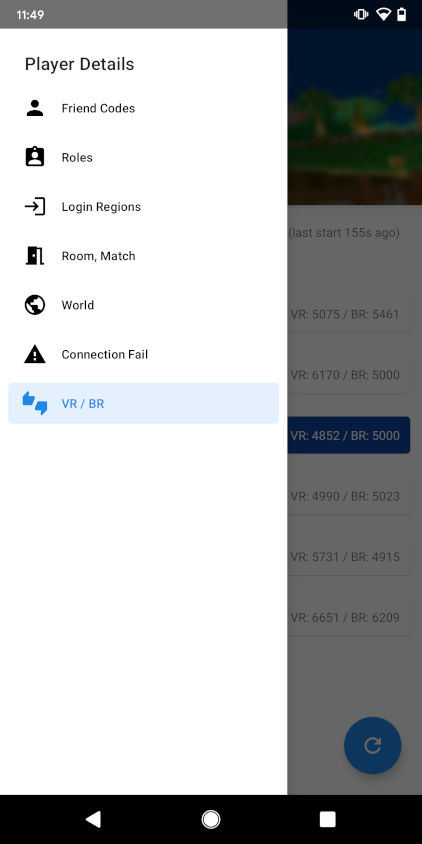 11:49
Player Details
Friend Codes
Roles
Login Regions
Room, Match
World
Connection Fail
VR / BR
(last start 155s ago)
VR: 5075 / BR: 5461
VR: 6170 / BR: 5000
VR: 4852 / BR: 5000
VR: 4990 / BR: 5023
VR: 5731 / BR: 4915
VR: 6651 / BR: 6209